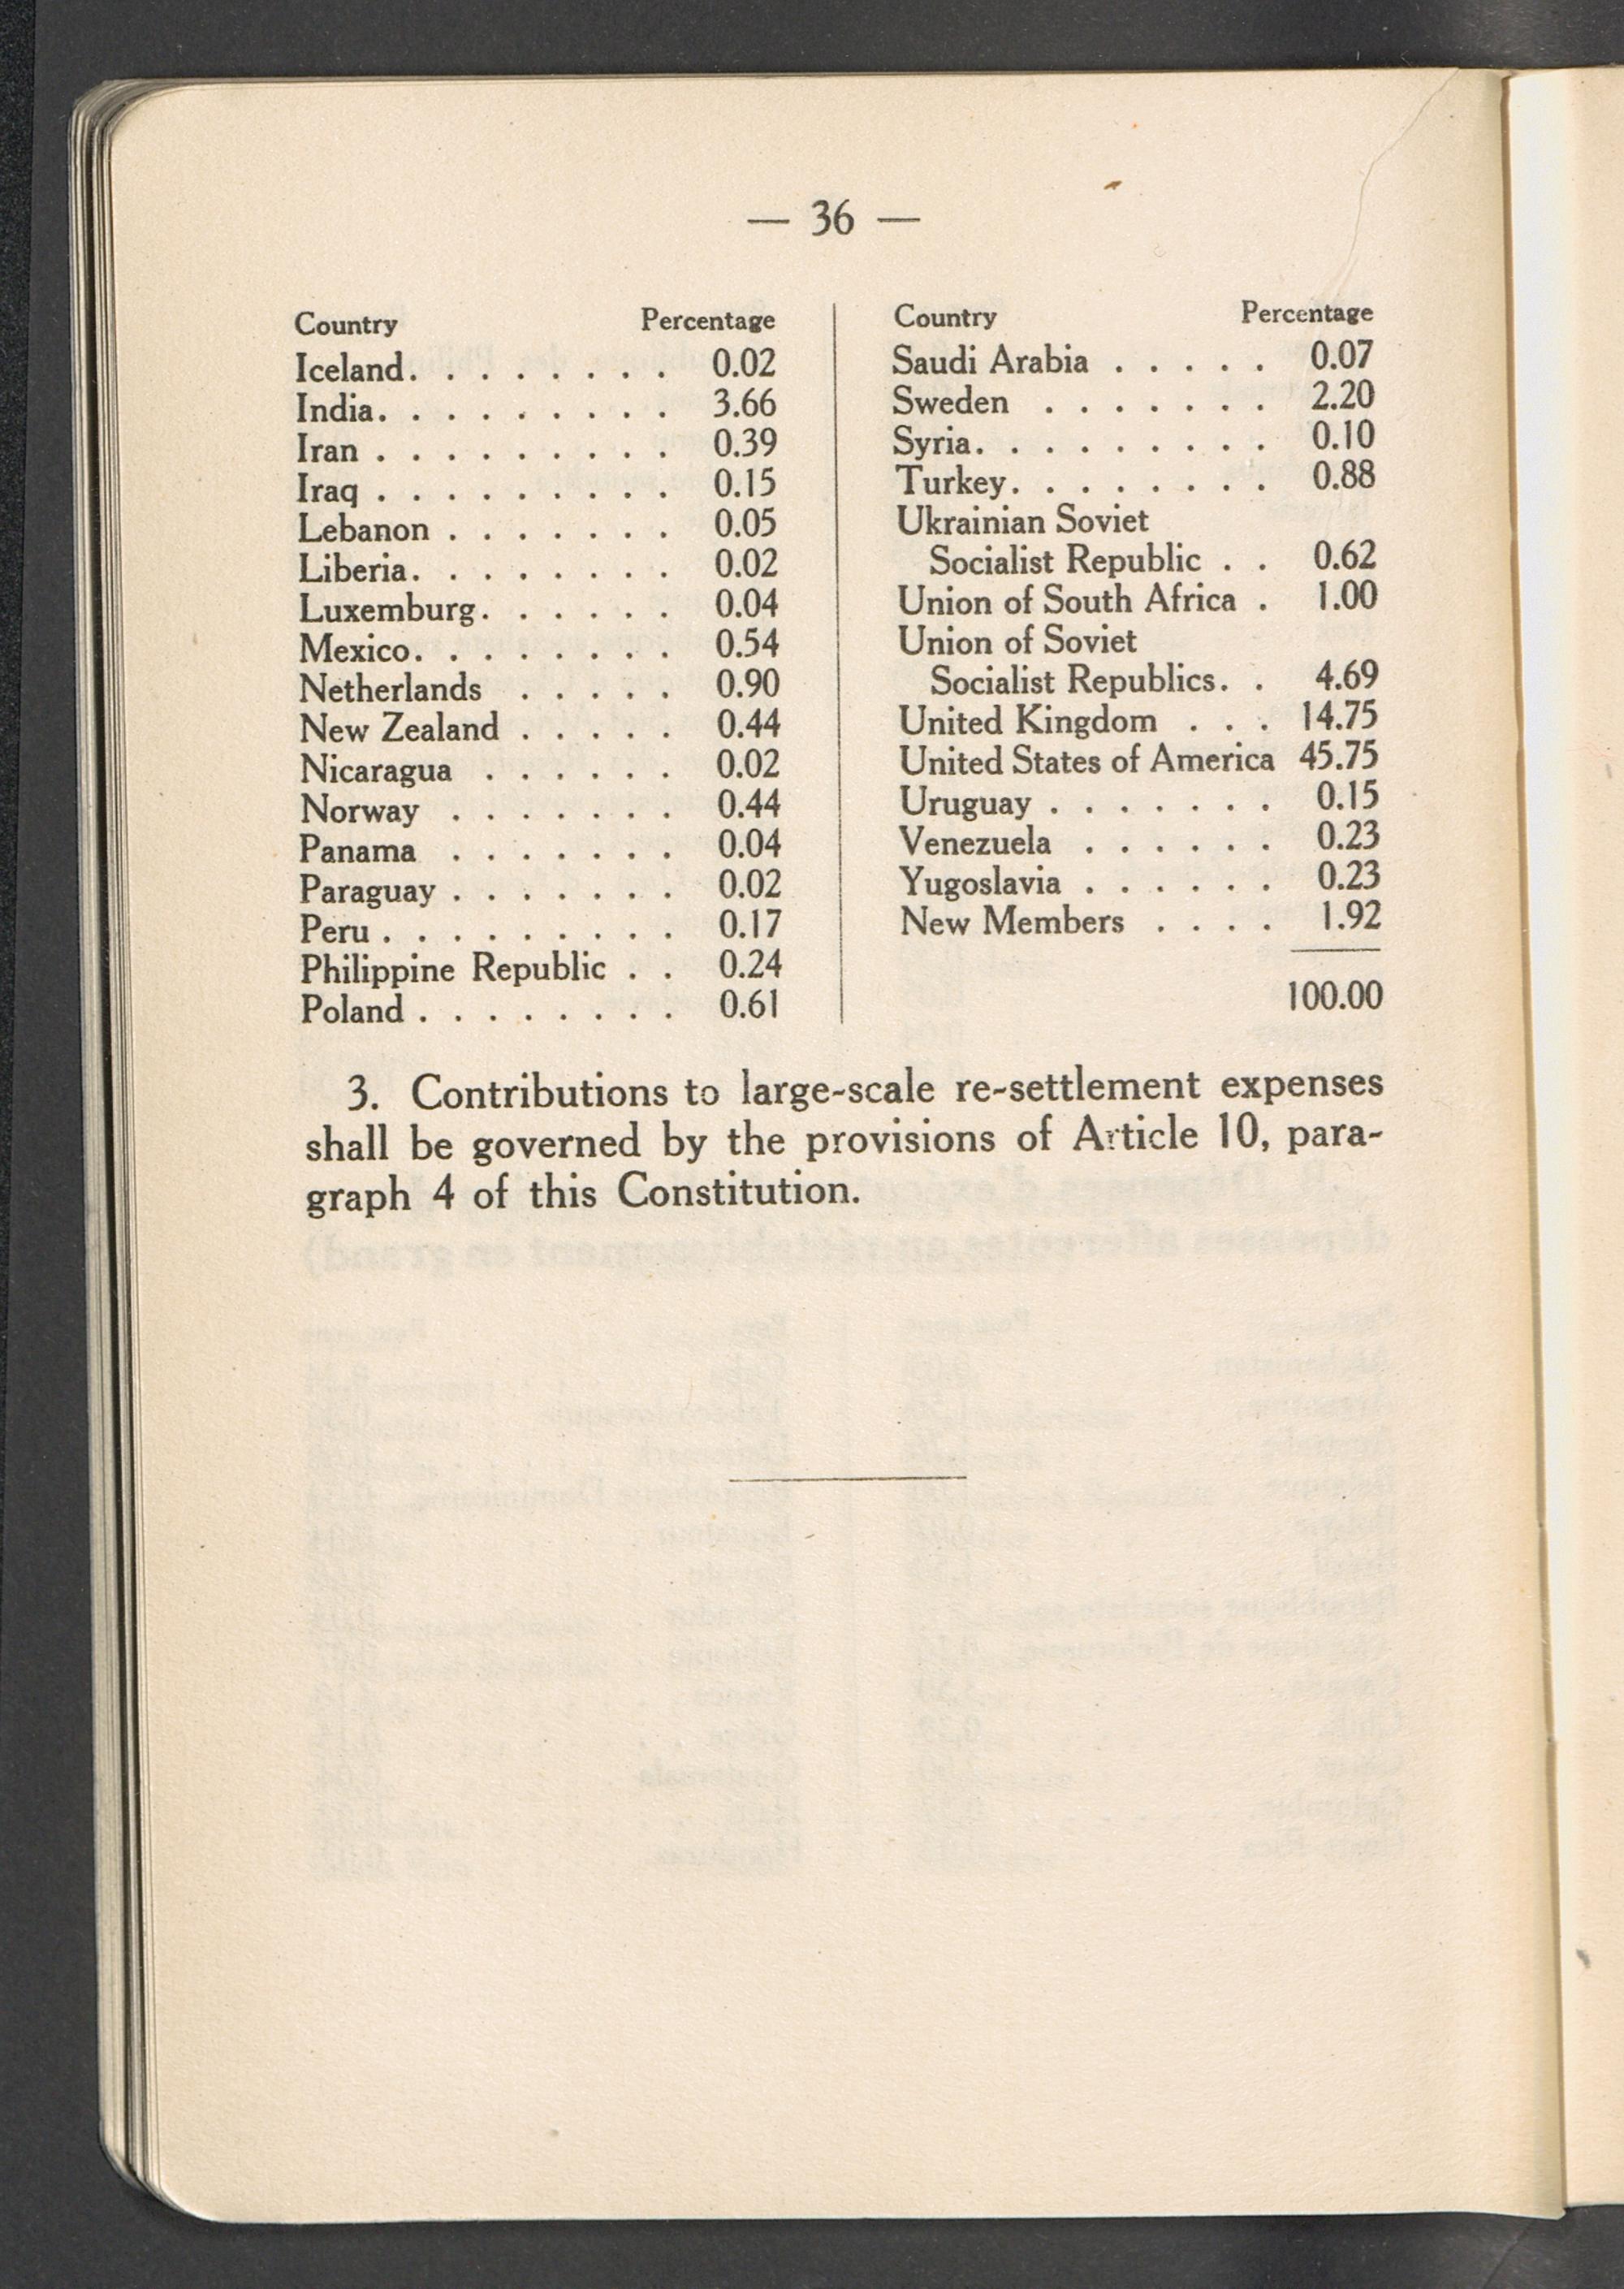 — 36 —
Country Percentage
Iceland. . . . . . . . 0.02
India. . . . . . . . . 3.66
Iran . . . . . . . . . 0.39
Iraq . . . . . . . . . 0.15
Lebanon . . . . . . . 0.05
Liberia. . . . . . . . 0.02
Luxemburg. . . . . . 0.04
Mexico. . . . . . . . 0.54
Netherlands . . . . . 0.90
New Zealand . . . . . 0.44
Nicaragua . . . . . . 0.02
Norway . . . . . . . 0.44
Panama . . . . . . . 0.04
Paraguay . . . . . . . 0.02
Peru . . . . . . . . . 0.17
Philippine Republic . . 0.24
Poland . . . . . . . . 0.61
Country Percentage
Saudi Arabia . . . . . 0.07
Sweden . . . . . . . 2.20
Syria. . . . . . . . . 0.10
Turkey. . . . . . . . 0.88
Ukrainian Soviet
Socialist Republic . . 0.62
Union of South Africa . 1.00
Union of Soviet
Socialist Republics. . 4.69
United Kingdom . . . 14.75
United States of America 45.75
Uruguay . . . . . . . 0.15
Venezuela . . . . . . 0.23
Yugoslavia . . . . . . 0.23
New Members . . . . 1.92
100.00
3. Contributions to large-scale re-settlement expenses
shall be governed by the provisions of Article 10, para-
graph 4 of this Constitution.